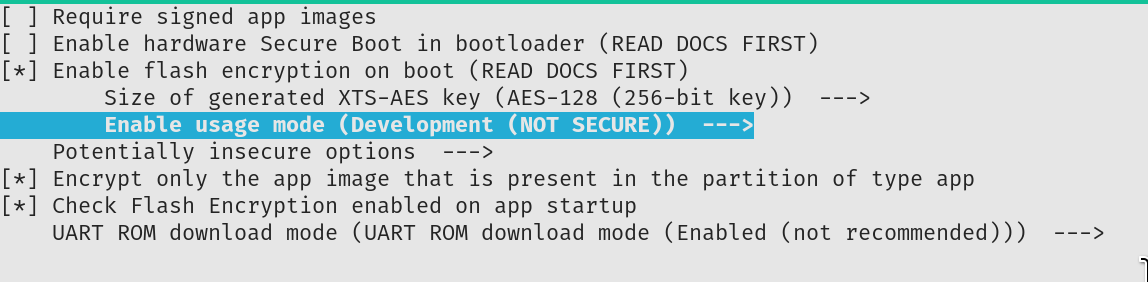 [ ] Require signed app images
[ ] Enable hardware Secure Boot in bootloader (READ DOCS FIRST)
[*] Enable flash encryption on boot (READ DOCS FIRST)
Size of generated XTS-AES key (AES-128 (256-bit key))  --->
Enable usage mode (Development (NOT SECURE))  --->
Potentially insecure options  --->
[*] Encrypt only the app image that is present in the partition of type app
[*] Check Flash Encryption enabled on app startup
UART ROM download mode (UART ROM download mode (Enabled (not recommended)))  --->